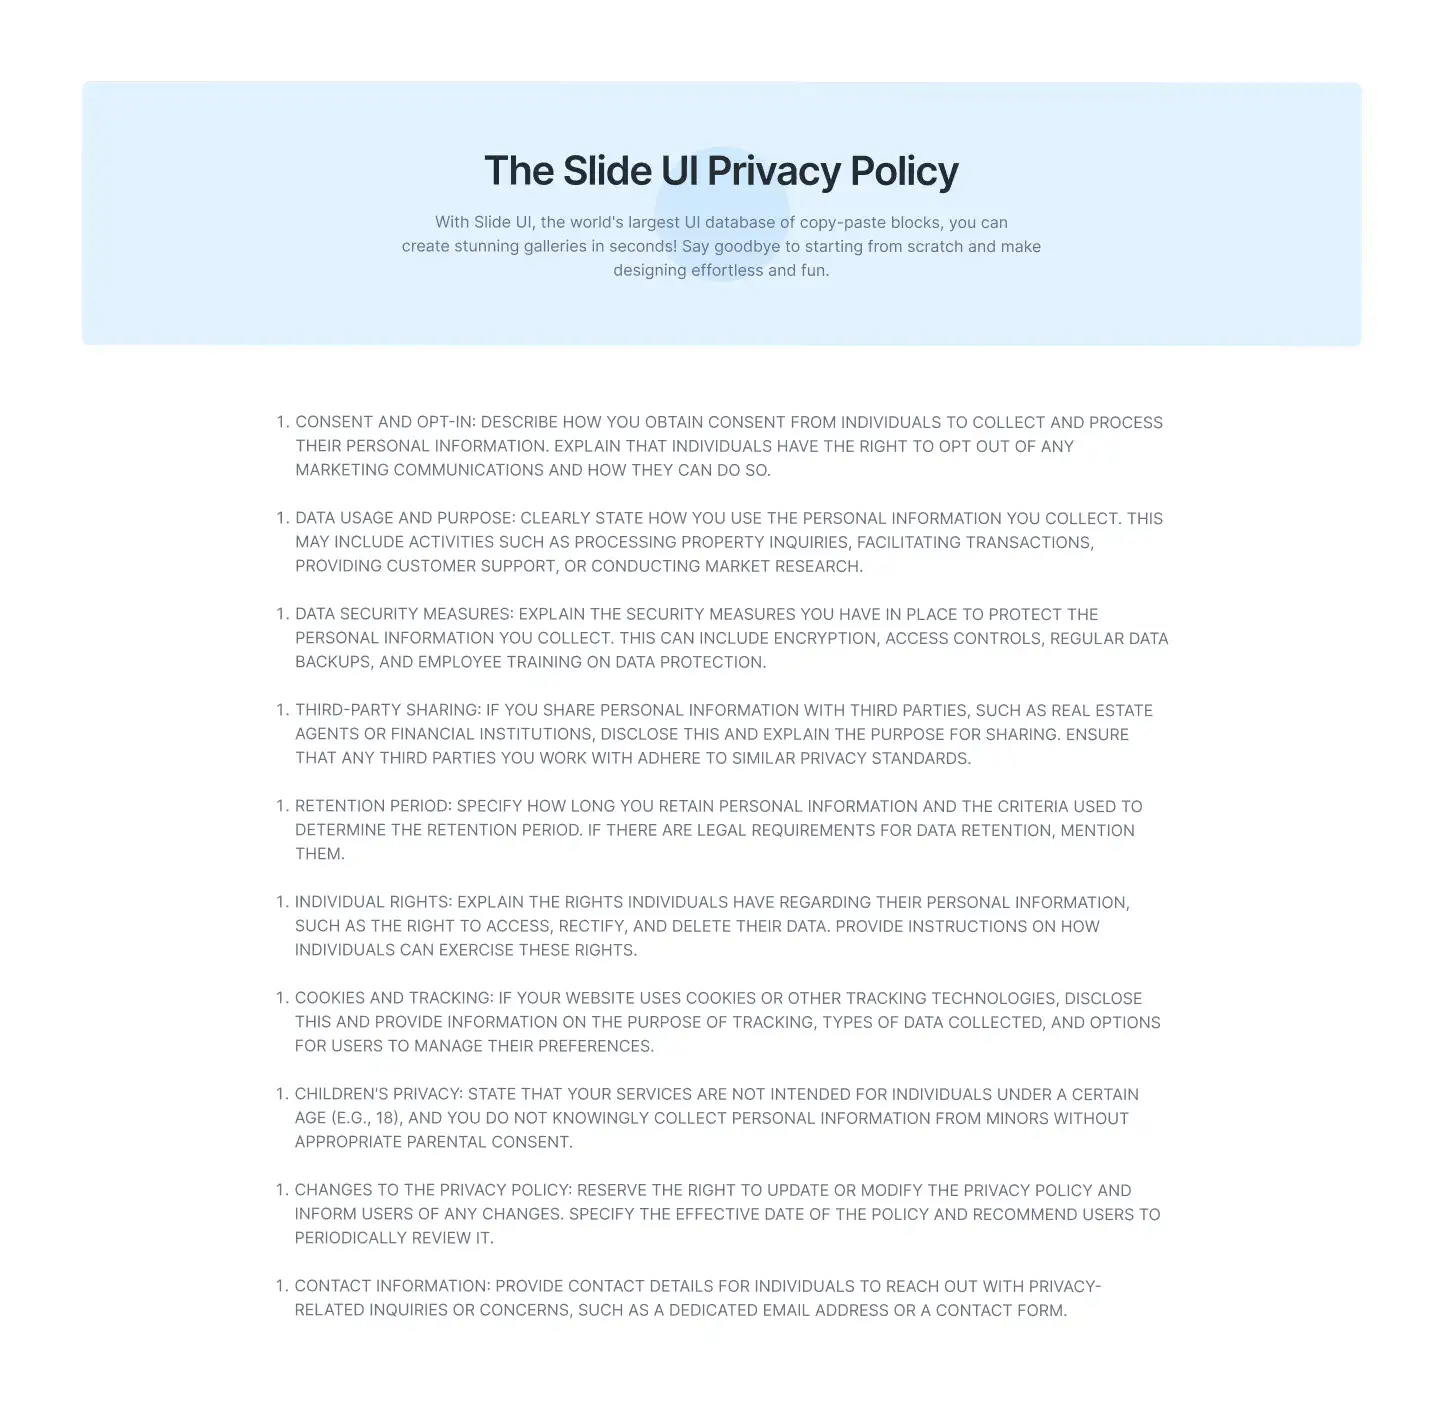 The Slide UI Privacy Policy
With Slide UI, the world's largest UI database of copy-paste blocks, you can
create stunning galleries in seconds! Say goodbye to starting from scratch and make
designing effortless and fun.
1. CONSENT AND OPT-IN: DESCRIBE HOW YOU OBTAIN CONSENT FROM INDIVIDUALS TO COLLECT AND PROCESS
THEIR PERSONAL INFORMATION. EXPLAIN THAT INDIVIDUALS HAVE THE RIGHT TO OPT OUT OF ANY
MARKETING COMMUNICATIONS AND HOW THEY CAN DO SO.
1. DATA USAGE AND PURPOSE: CLEARLY STATE HOW YOU USE THE PERSONAL INFORMATION YOU COLLECT. THIS
MAY INCLUDE ACTIVITIES SUCH AS PROCESSING PROPERTY INQUIRIES, FACILITATING TRANSACTIONS,
PROVIDING CUSTOMER SUPPORT, OR CONDUCTING MARKET RESEARCH.
1. DATA SECURITY MEASURES: EXPLAIN THE SECURITY MEASURES YOU HAVE IN PLACE TO PROTECT THE
PERSONAL INFORMATION YOU COLLECT. THIS CAN INCLUDE ENCRYPTION, ACCESS CONTROLS, REGULAR DATA
BACKUPS, AND EMPLOYEE TRAINING ON DATA PROTECTION.
1. THIRD-PARTY SHARING: IF YOU SHARE PERSONAL INFORMATION WITH THIRD PARTIES, SUCH AS REAL ESTATE
AGENTS OR FINANCIAL INSTITUTIONS, DISCLOSE THIS AND EXPLAIN THE PURPOSE FOR SHARING. ENSURE
THAT ANY THIRD PARTIES YOU WORK WITH ADHERE TO SIMILAR PRIVACY STANDARDS.
1. RETENTION PERIOD: SPECIFY HOW LONG YOU RETAIN PERSONAL INFORMATION AND THE CRITERIA USED TO
DETERMINE THE RETENTION PERIOD. IF THERE ARE LEGAL REQUIREMENTS FOR DATA RETENTION, MENTION
THEM.
1. INDIVIDUAL RIGHTS: EXPLAIN THE RIGHTS INDIVIDUALS HAVE REGARDING THEIR PERSONAL INFORMATION,
SUCH AS THE RIGHT TO ACCESS, RECTIFY, AND DELETE THEIR DATA. PROVIDE INSTRUCTIONS ON HOW
INDIVIDUALS CAN EXERCISE THESE RIGHTS.
1. COOKIES AND TRACKING: IF YOUR WEBSITE USES COOKIES OR OTHER TRACKING TECHNOLOGIES, DISCLOSE
THIS AND PROVIDE INFORMATION ON THE PURPOSE OF TRACKING, TYPES OF DATA COLLECTED, AND OPTIONS
FOR USERS TO MANAGE THEIR PREFERENCES.
1. CHILDREN'S PRIVACY: STATE THAT YOUR SERVICES ARE NOT INTENDED FOR INDIVIDUALS UNDER A CERTAIN
AGE (E.G., 18), AND YOU DO NOT KNOWINGLY COLLECT PERSONAL INFORMATION FROM MINORS WITHOUT
APPROPRIATE PARENTAL CONSENT.
1. CHANGES TO THE PRIVACY POLICY: RESERVE THE RIGHT TO UPDATE OR MODIFY THE PRIVACY POLICY AND
INFORM USERS OF ANY CHANGES. SPECIFY THE EFFECTIVE DATE OF THE POLICY AND RECOMMEND USERS TO
PERIODICALLY REVIEW IT.
1. CONTACT INFORMATION: PROVIDE CONTACT DETAILS FOR INDIVIDUALS TO REACH OUT WITH PRIVACY-
RELATED INQUIRIES OR CONCERNS, SUCH AS A DEDICATED EMAIL ADDRESS OR A CONTACT FORM.